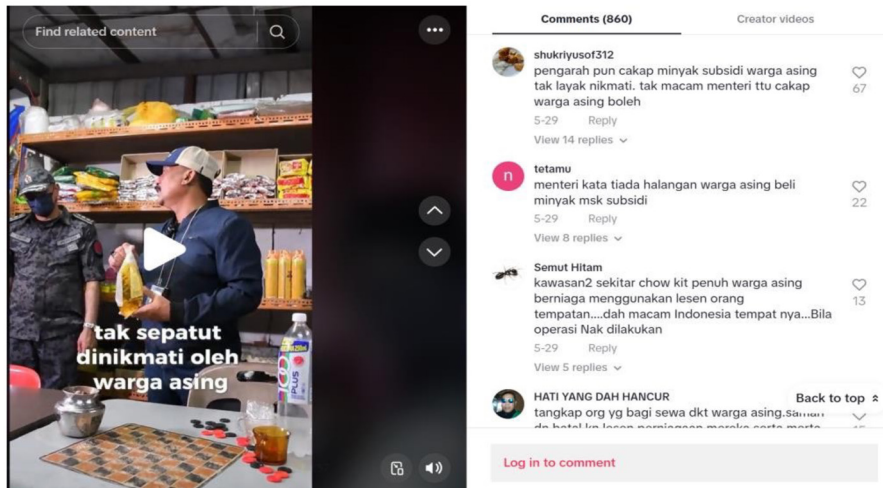 Find related content
tak sepatut
dinikmati oleh
warga asing
100
PLUS
Comments (860)
Creator videos
shukriyusof312
pengarah pun cakap minyak subsidi warga asing
tak layak nikmati. tak macam menteri ttu cakap
warga asing boleh
67
5-29 Reply
View 14 replies
n
tetamu
menteri kata tiada halangan warga asing beli
minyak msk subsidi
22
5-29 Reply
View 8 replies
Semut Hitam
kawasan2 sekitar chow kit penuh warga asing
berniaga menggunakan lesen orang
tempatan....dah macam Indonesia tempat nya...Bila
operasi Nak dilakukan
13
5-29 Reply
View 5 replies
HATI YANG DAH HANCUR
Back to top
tangkap org yg bagi sewa dkt warga asing.saman
Log in to comment